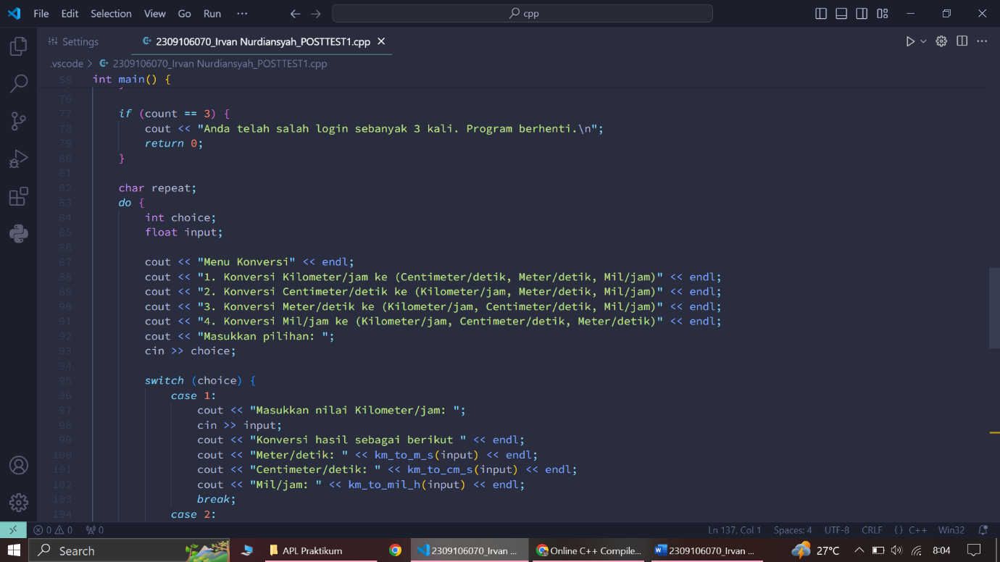 File Edit Selection View Go Run ··· cpp
Settings 2309106070_Irvan Nurdiansyah_POSTTEST1.cpp
.vscode > 2309106070_Irvan Nurdiansyah_POSTTEST1.cpp
58 int main() {
76
77 if (count == 3) {
78 cout << "Anda telah salah login sebanyak 3 kali. Program berhenti.\n";
79 return 0;
80 }
81
82 char repeat;
83 do {
84 int choice;
85 float input;
86
87 cout << "Menu Konversi" << endl;
88 cout << "1. Konversi Kilometer/jam ke (Centimeter/detik, Meter/detik, Mil/jam)" << endl;
89 cout << "2. Konversi Centimeter/detik ke (Kilometer/jam, Meter/detik, Mil/jam)" << endl;
90 cout << "3. Konversi Meter/detik ke (Kilometer/jam, Centimeter/detik, Mil/jam)" << endl;
91 cout << "4. Konversi Mil/jam ke (Kilometer/jam, Centimeter/detik, Meter/detik)" << endl;
92 cout << "Masukkan pilihan: ";
93 cin >> choice;
94
95 switch (choice) {
96 case 1:
97 cout << "Masukkan nilai Kilometer/jam: ";
98 cin >> input;
99 cout << "Konversi hasil sebagai berikut " << endl;
100 cout << "Meter/detik: " << km_to_m_s(input) << endl;
101 cout << "Centimeter/detik: " << km_to_cm_s(input) << endl;
102 cout << "Mil/jam: " << km_to_mil_h(input) << endl;
103 break;
104 case 2:
0 0 0 Ln 137, Col 1 Spaces: 4 UTF-8 CRLF {} C++ Win32
Search APL Praktikum 2309106070_Irvan ... Online C++ Compile... 2309106070_Irvan ... 27°C 8:04